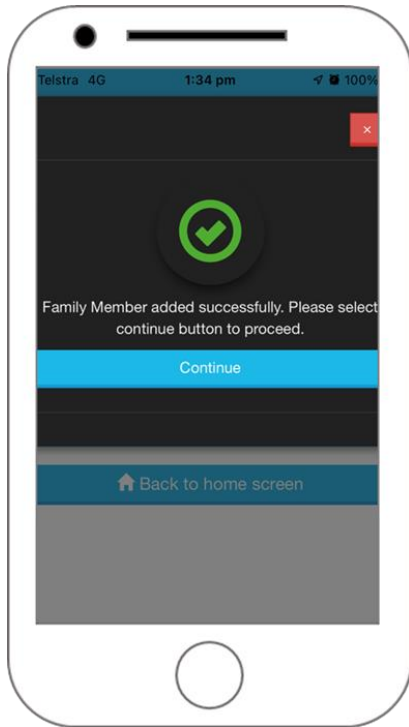 Telstra 4G 1:34 pm 100%
×
Family Member added successfully. Please select
continue button to proceed.
Continue
Back to home screen